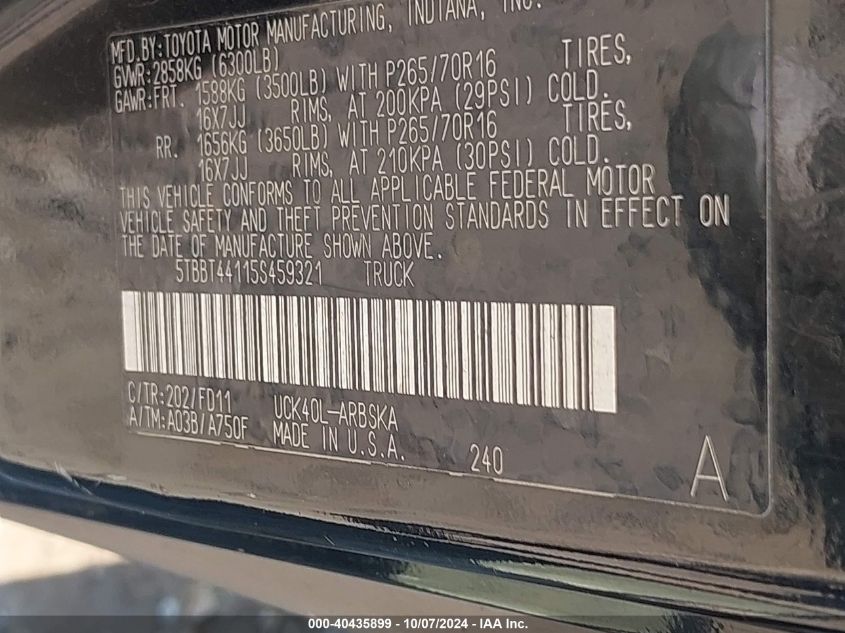 MFD. BY: TOYOTA MOTOR MANUFACTURING, INDIANA, INC.
GVWR: 2858KG (6300LB)
GAWR: FRT. 1588KG (3500LB) WITH P265/70R16 TIRES,
16X7JJ RIMS, AT 200KPA (29PSI) COLD.
RR. 1656KG (3650LB) WITH P265/70R16 TIRES,
16X7JJ RIMS, AT 210KPA (30PSI) COLD.
THIS VEHICLE CONFORMS TO ALL APPLICABLE FEDERAL MOTOR
VEHICLE SAFETY AND THEFT PREVENTION STANDARDS IN EFFECT ON
THE DATE OF MANUFACTURE SHOWN ABOVE.
5TBBT44115S459321 TRUCK
C/TR: 202/FD11 UCK40L-ARBSKA
A/TM: A03B/A750F MADE IN U.S.A. 240
A
000-40435899 - 10/07/2024 - IAA Inc.